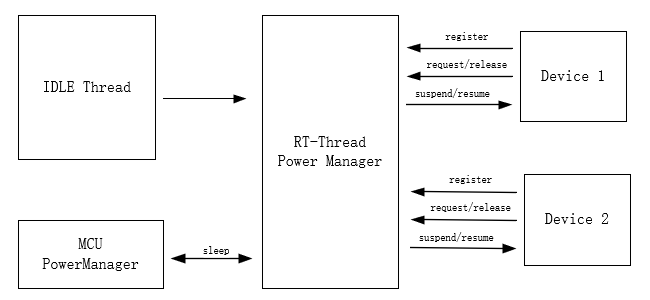 IDLE Thread
RT-Thread
Power Manager
register
request/release
suspend/resume
Device 1
register
request/release
suspend/resume
Device 2
MCU
PowerManager
sleep